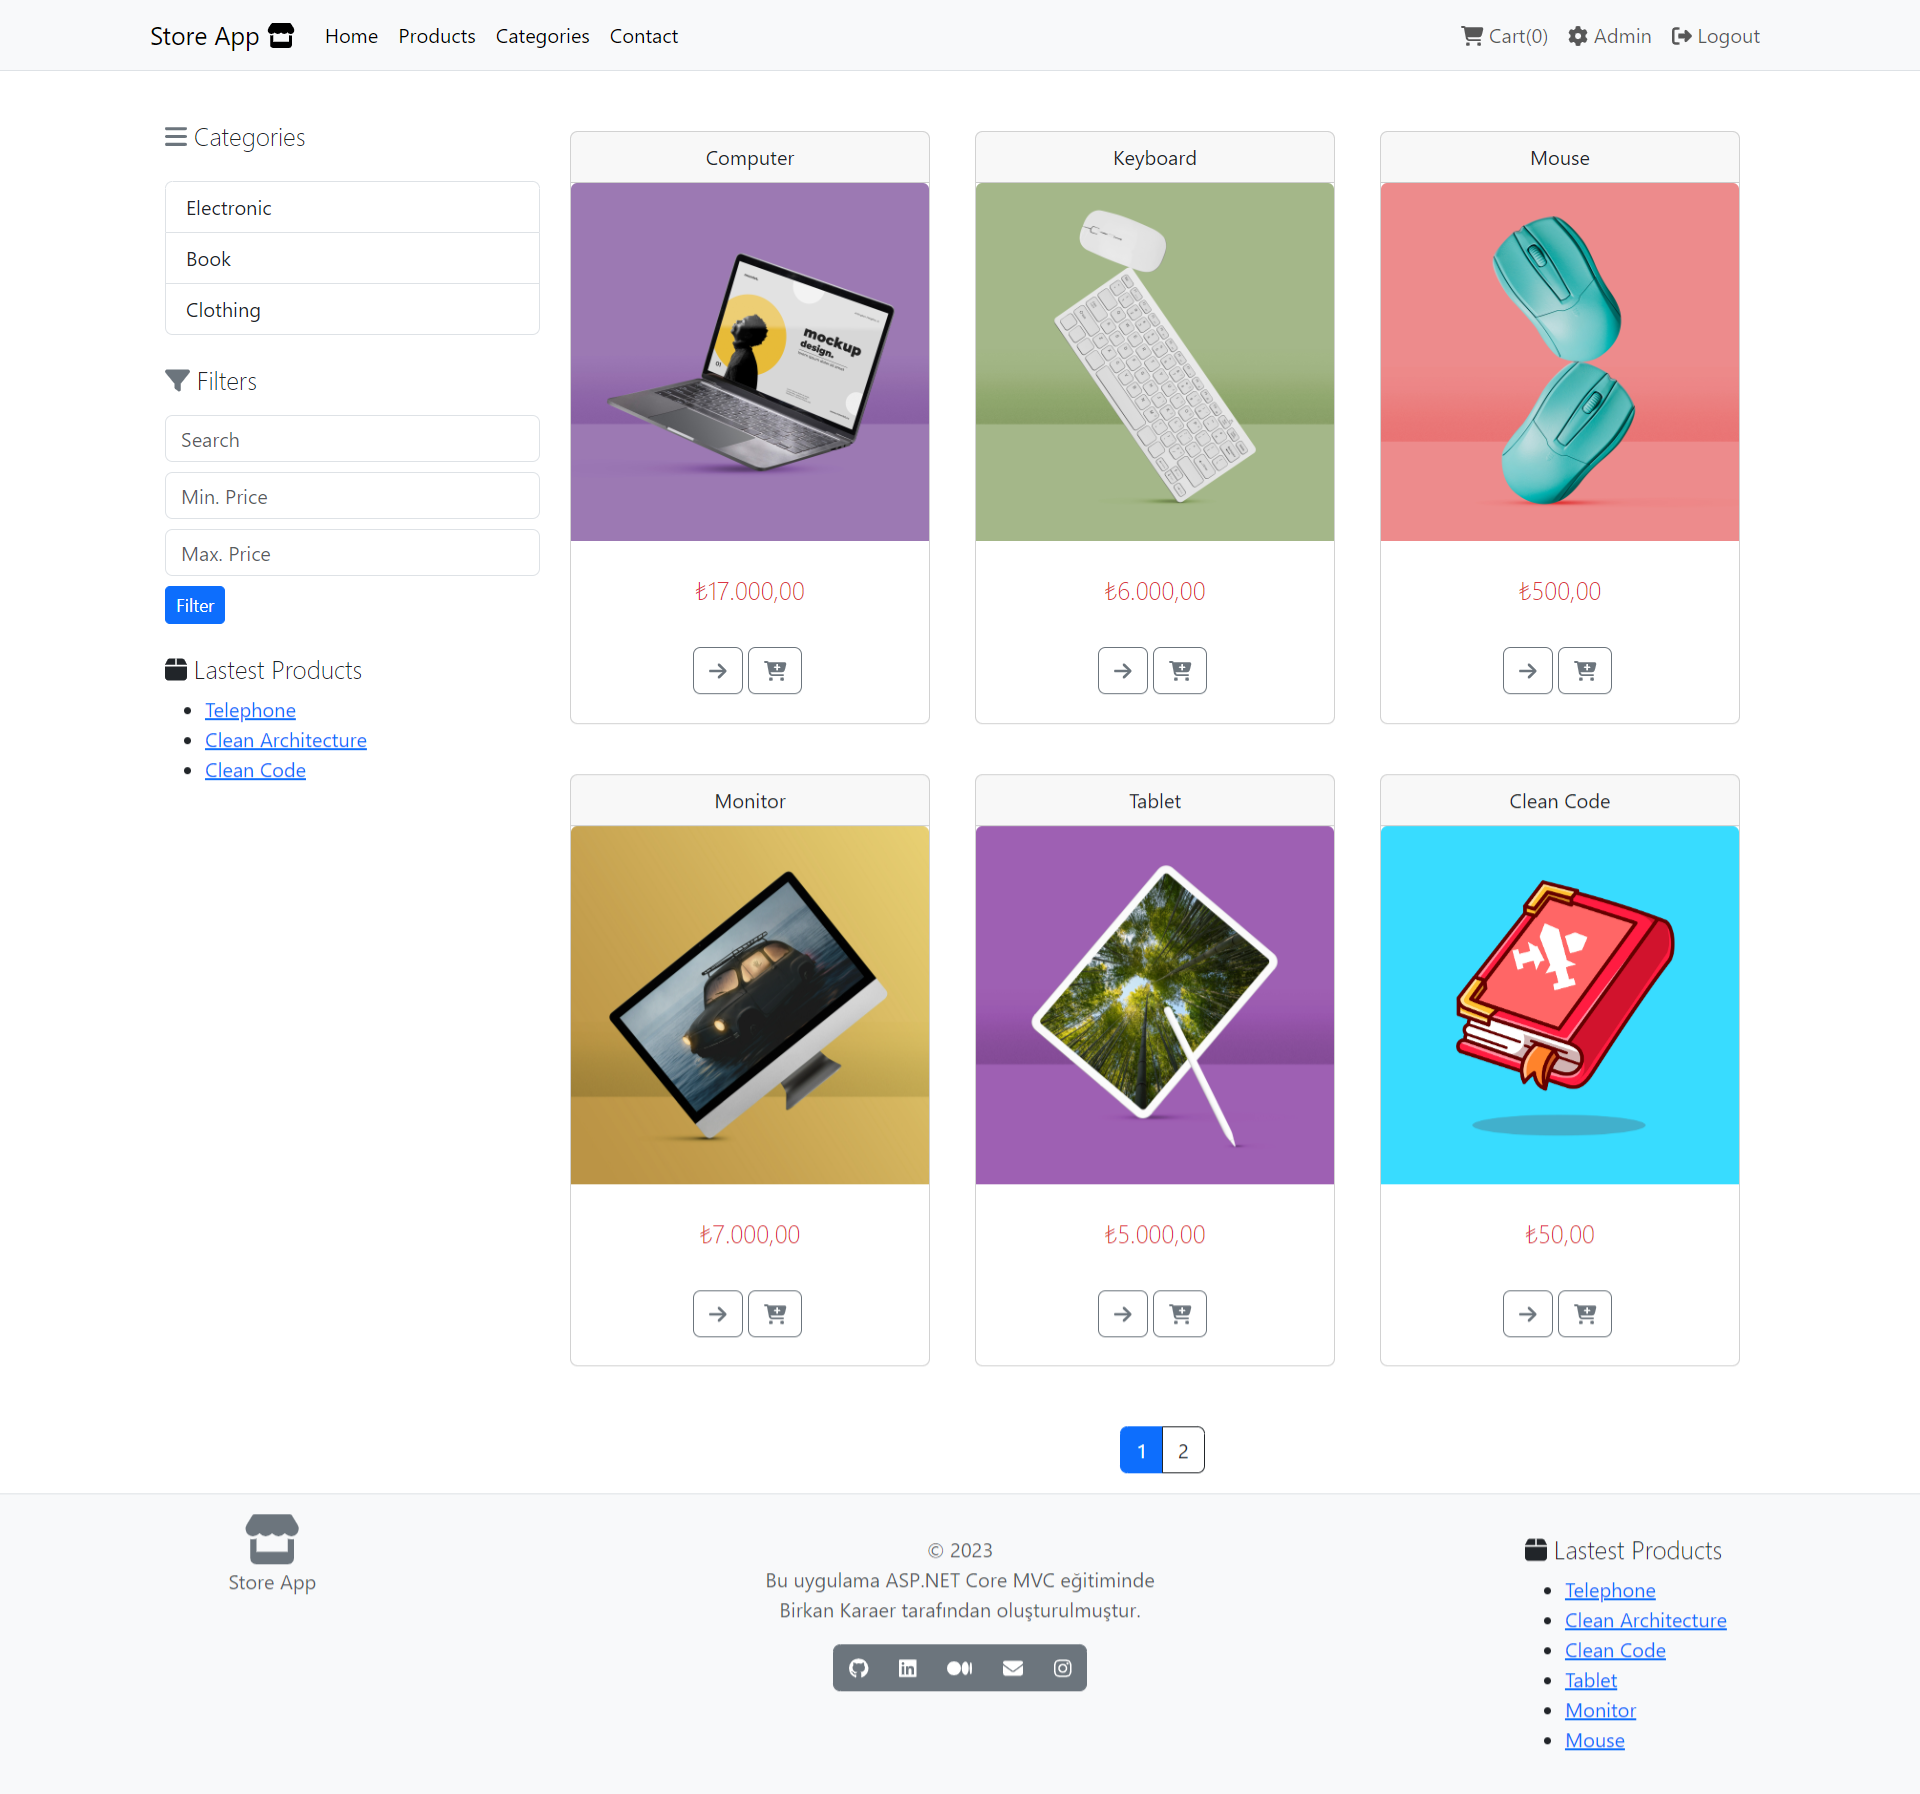 Store App
Home
Products
Categories
Contact
Cart(0)
Admin
Logout
Categories
Electronic
Book
Clothing
Filters
Search
Min. Price
Max. Price
Filter
Lastest Products
Telephone
Clean Architecture
Clean Code
Computer
mockup
design.
₺17.000,00
Keyboard
₺6.000,00
Mouse
₺500,00
Monitor
₺7.000,00
Tablet
₺5.000,00
Clean Code
₺50,00
1
2
Store App
© 2023
Bu uygulama ASP.NET Core MVC eğitiminde
Birkan Karaer tarafından oluşturulmuştur.
Lastest Products
Telephone
Clean Architecture
Clean Code
Tablet
Monitor
Mouse